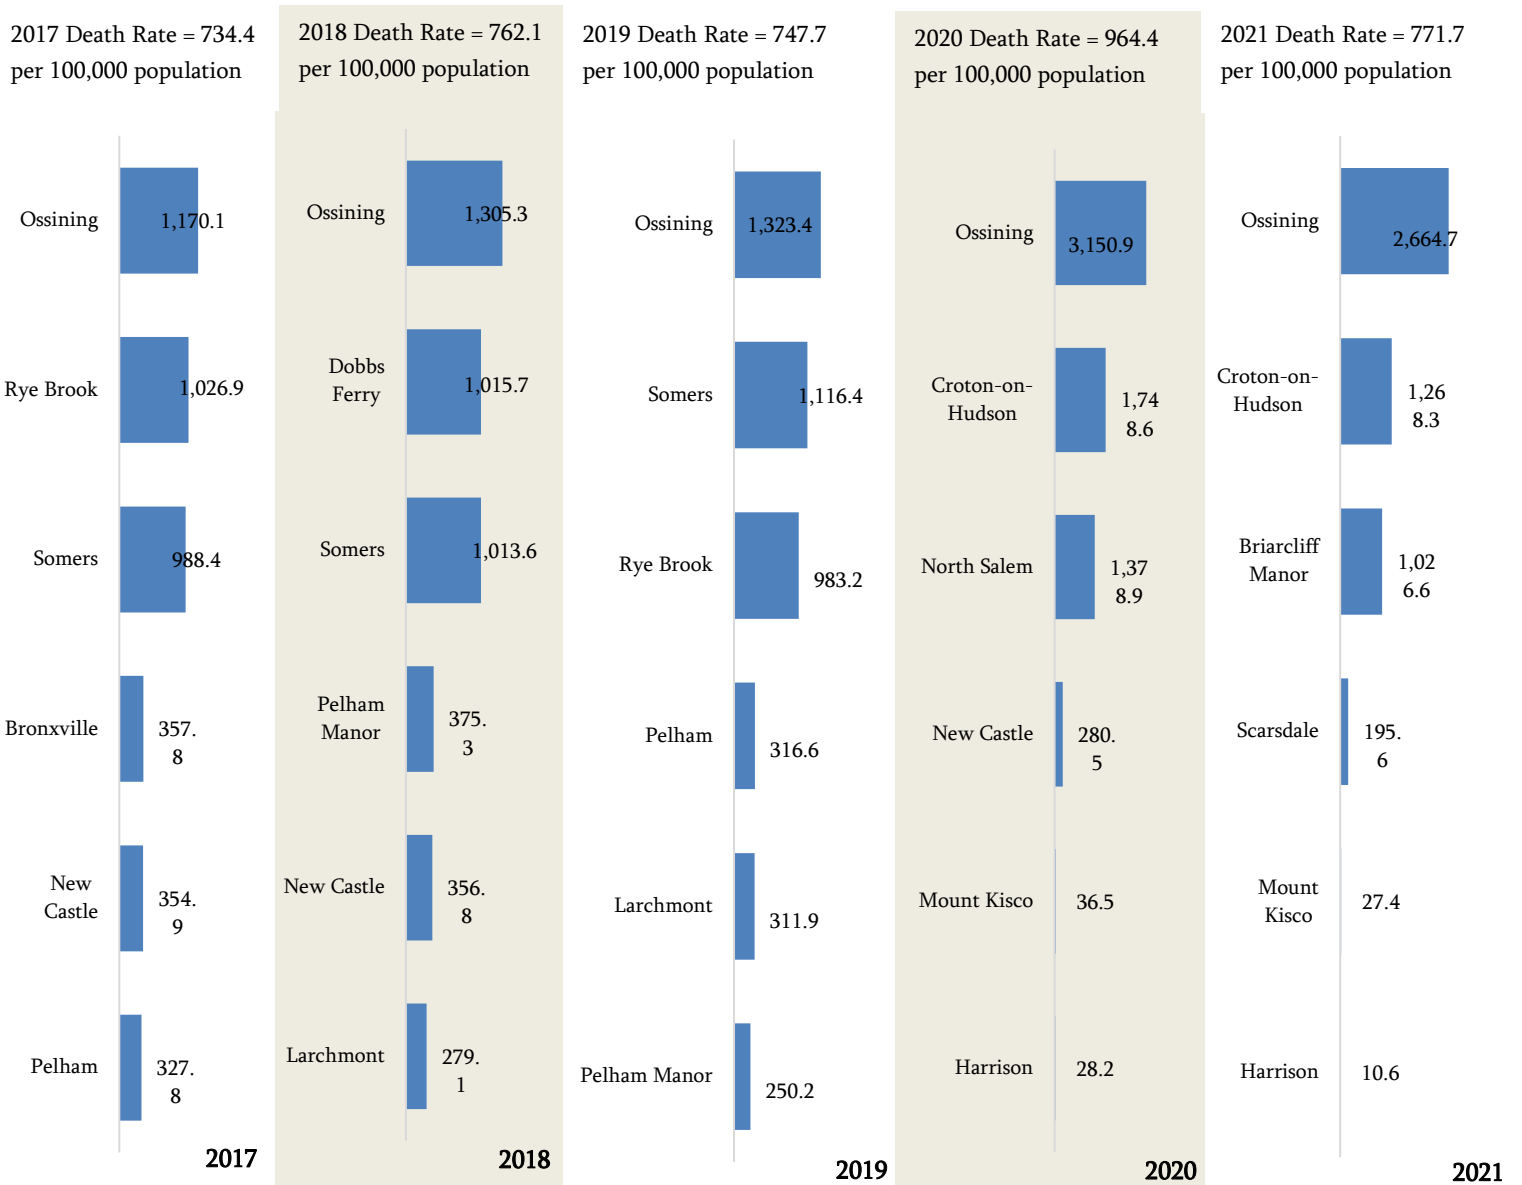 2017 Death Rate = 734.4
per 100,000 population
Ossining
1,170.1
Rye Brook
1,026.9
Somers
988.4
Bronxville
357.
8
New
Castle
354.
9
Pelham
327.
8
2017
2018 Death Rate = 762.1
per 100,000 population
Ossining
1,305.3
Dobbs
Ferry
1,015.7
Somers
1,013.6
Pelham
Manor
375.
3
New Castle
356.
8
Larchmont
279.
1
2018
2019 Death Rate = 747.7
per 100,000 population
Ossining
1,323.4
Somers
1,116.4
Rye Brook
983.2
Pelham
316.6
Larchmont
311.9
Pelham Manor
250.2
2019
2020 Death Rate = 964.4
per 100,000 population
Ossining
3,150.9
Croton-on-
Hudson
1,74
8.6
North Salem
1,37
8.9
New Castle
280.
5
Mount Kisco
36.5
Harrison
28.2
2020
2021 Death Rate = 771.7
per 100,000 population
Ossining
2,664.7
Croton-on-
Hudson
1,26
8.3
Briarcliff
Manor
1,02
6.6
Scarsdale
195.
6
Mount
Kisco
27.4
Harrison
10.6
2021